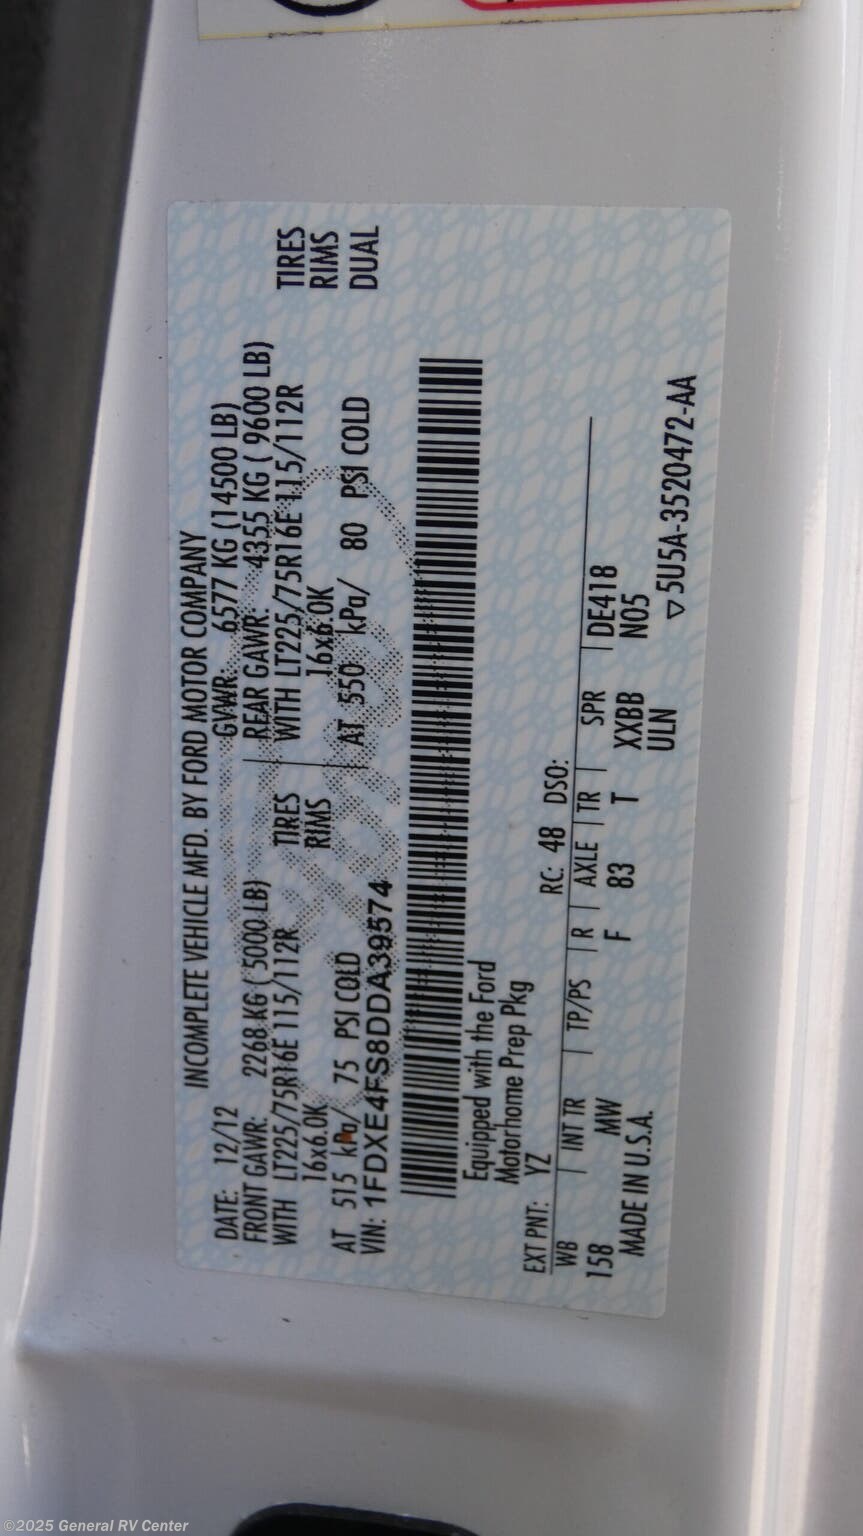 INCOMPLETE VEHICLE MFD. BY FORD MOTOR COMPANY
DATE: 12/12 GVWR: 6577 KG (14500 LB)
FRONT GAWR: 2268 KG ( 5000 LB) REAR GAWR: 4355 KG ( 9600 LB)
WITH LT225/75R16E 115/112R TIRES WITH LT225/75R16E 115/112R TIRES
16x6.0K RIMS 16x6.0K RIMS
AT 515 kPa/ 75 PSI COLD AT 550 kPa/ 80 PSI COLD DUAL
VIN: 1FDXE4FS8DDA39574
Equipped with the Ford
Motorhome Prep Pkg
EXT PNT: YZ RC: 48 DSO:
WB INT TR TP/PS R AXLE TR SPR DE418
158 MW F 83 T XXBB N05
MADE IN U.S.A. ULN
▽5U5A-3520472-AA
©2025 General RV Center